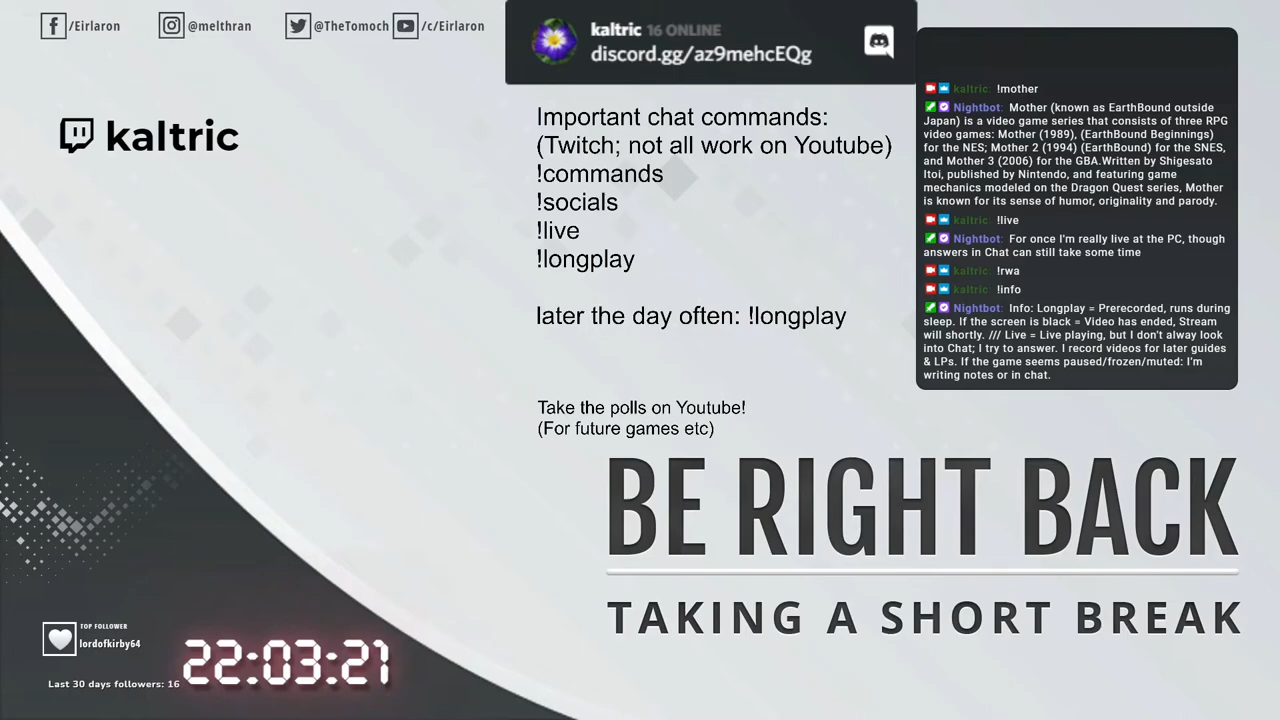 /Eirlaron
@melthran
@TheTomoch
/c/Eirlaron
kaltric 16 ONLINE
discord.gg/az9mehcEQg
kaltric
Important chat commands:
(Twitch; not all work on Youtube)
!commands
!socials
!live
!longplay
later the day often: !longplay
Take the polls on Youtube!
(For future games etc)
kaltric: !mother
Nightbot: Mother (known as EarthBound outside
Japan) is a video game series that consists of three RPG
video games: Mother (1989), (EarthBound Beginnings)
for the NES; Mother 2 (1994) (EarthBound) for the SNES,
and Mother 3 (2006) for the GBA.Written by Shigesato
Itoi, published by Nintendo, and featuring game
mechanics modeled on the Dragon Quest series, Mother
is known for its sense of humor, originality and parody.
kaltric: !live
Nightbot: For once I'm really live at the PC, though
answers in Chat can still take some time
kaltric: !rwa
kaltric: !info
Nightbot: Info: Longplay = Prerecorded, runs during
sleep. If the screen is black = Video has ended, Stream
will shortly. /// Live = Live playing, but I don't alway look
into Chat; I try to answer. I record videos for later guides
& LPs. If the game seems paused/frozen/muted: I'm
writing notes or in chat.
BE RIGHT BACK
TAKING A SHORT BREAK
TOP FOLLOWER
lordofkirby64
Last 30 days followers: 16
22:03:21